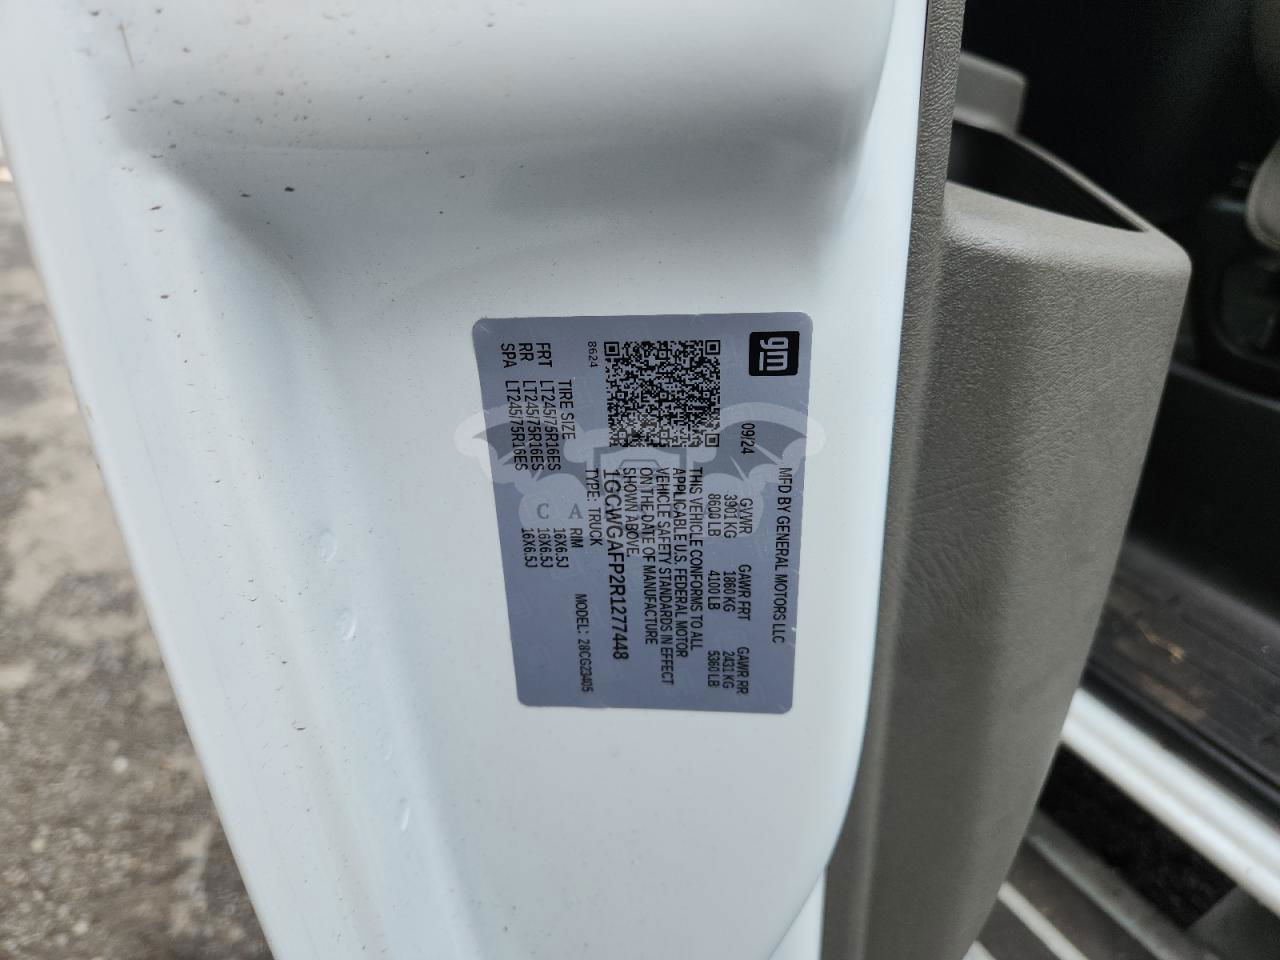 gm
MFD BY GENERAL MOTORS LLC
09/24 GVWR GAWR FRT GAWR RR
3901 KG 1860 KG 2431 KG
8600 LB 4100 LB 5360 LB
THIS VEHICLE CONFORMS TO ALL
APPLICABLE U.S. FEDERAL MOTOR
VEHICLE SAFETY STANDARDS IN EFFECT
ON THE DATE OF MANUFACTURE
SHOWN ABOVE.
1GCWGAFP2R1277448
8624 TYPE: TRUCK MODEL: 28CG23405
TIRE SIZE RIM
FRT LT245/75R16ES 16X6.5J
RR LT245/75R16ES 16X6.5J
SPA LT245/75R16ES 16X6.5J
C A